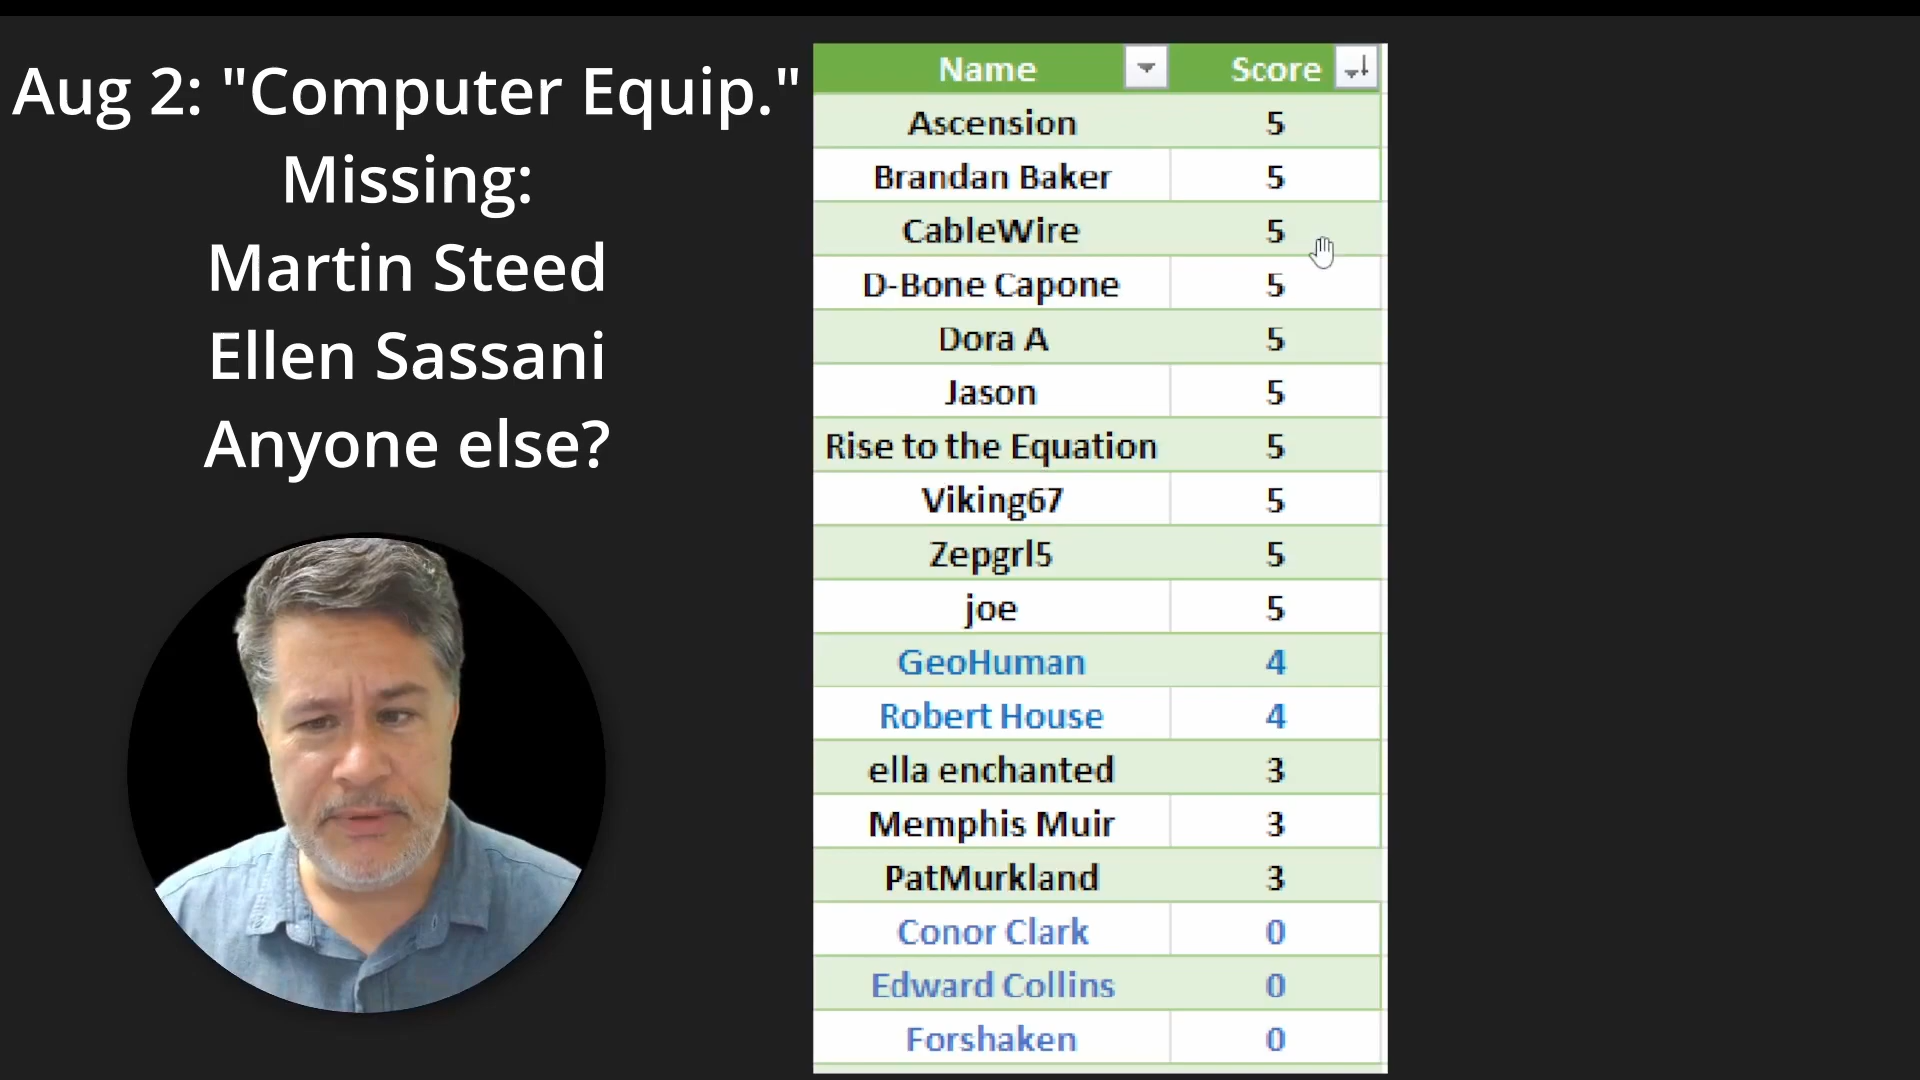 Aug 2: "Computer Equip."
Missing:
Martin Steed
Ellen Sassani
Anyone else?
Name Score
Ascension 5
Brandan Baker 5
CableWire 5
D-Bone Capone 5
Dora A 5
Jason 5
Rise to the Equation 5
Viking67 5
Zepgrl5 5
joe 5
GeoHuman 4
Robert House 4
ella enchanted 3
Memphis Muir 3
PatMurkland 3
Conor Clark 0
Edward Collins 0
Forshaken 0